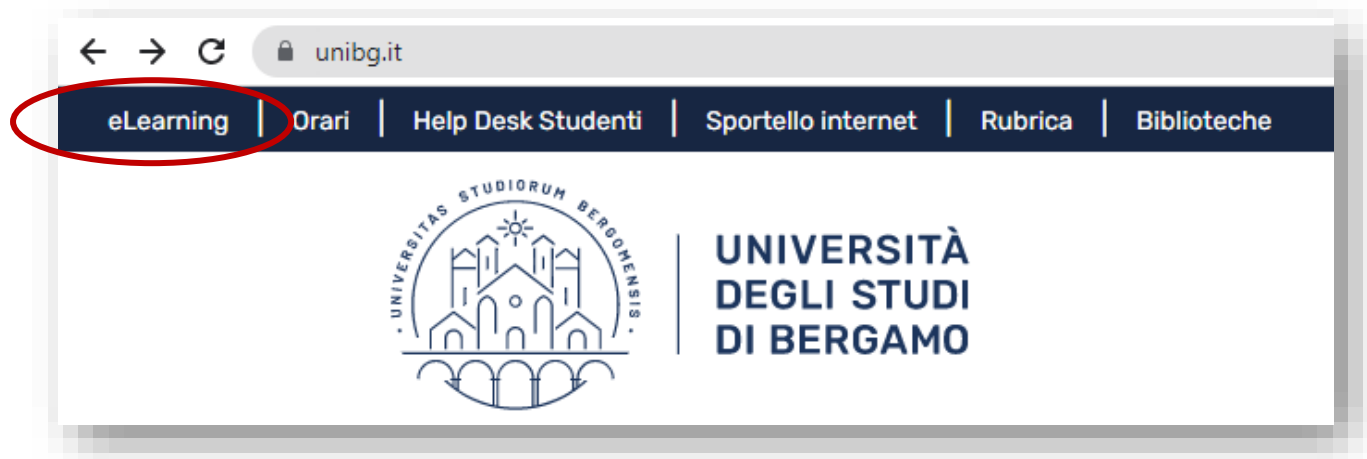 unibg.it
eLearning | Orari | Help Desk Studenti | Sportello internet | Rubrica | Biblioteche
· UNIVERSITAS STUDIORUM BERGOMENSIS ·
UNIVERSITÀ
DEGLI STUDI
DI BERGAMO